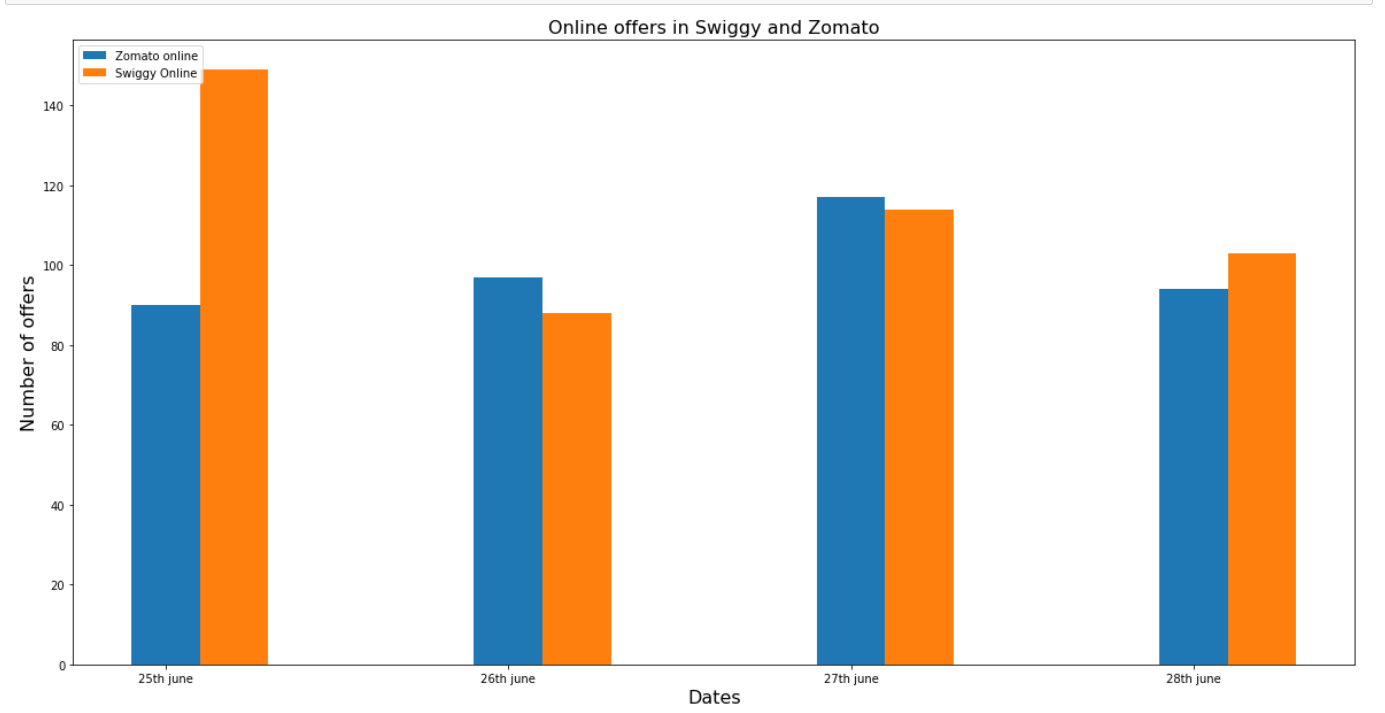 Online offers in Swiggy and Zomato
Zomato online
Swiggy Online
140
120
100
80
60
40
20
0
Number of offers
25th june
26th june
27th june
28th june
Dates